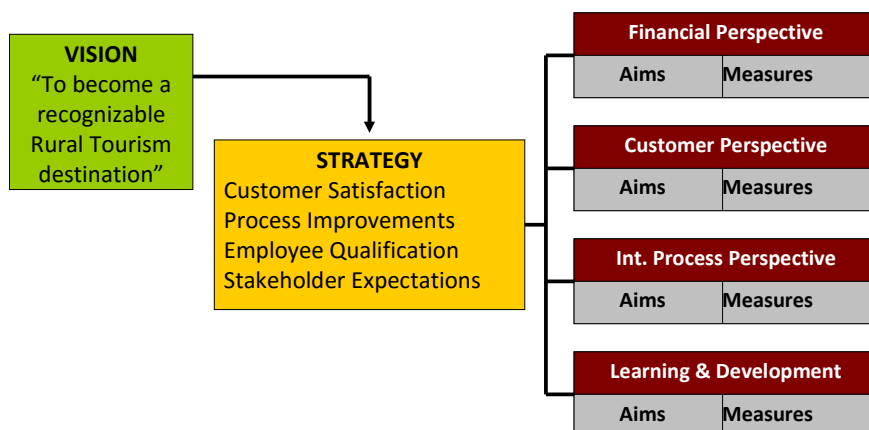 VISION
“To become a
recognizable
Rural Tourism
destination”
STRATEGY
Customer Satisfaction
Process Improvements
Employee Qualification
Stakeholder Expectations
Financial Perspective
Aims Measures
Customer Perspective
Aims Measures
Int. Process Perspective
Aims Measures
Learning & Development
Aims Measures